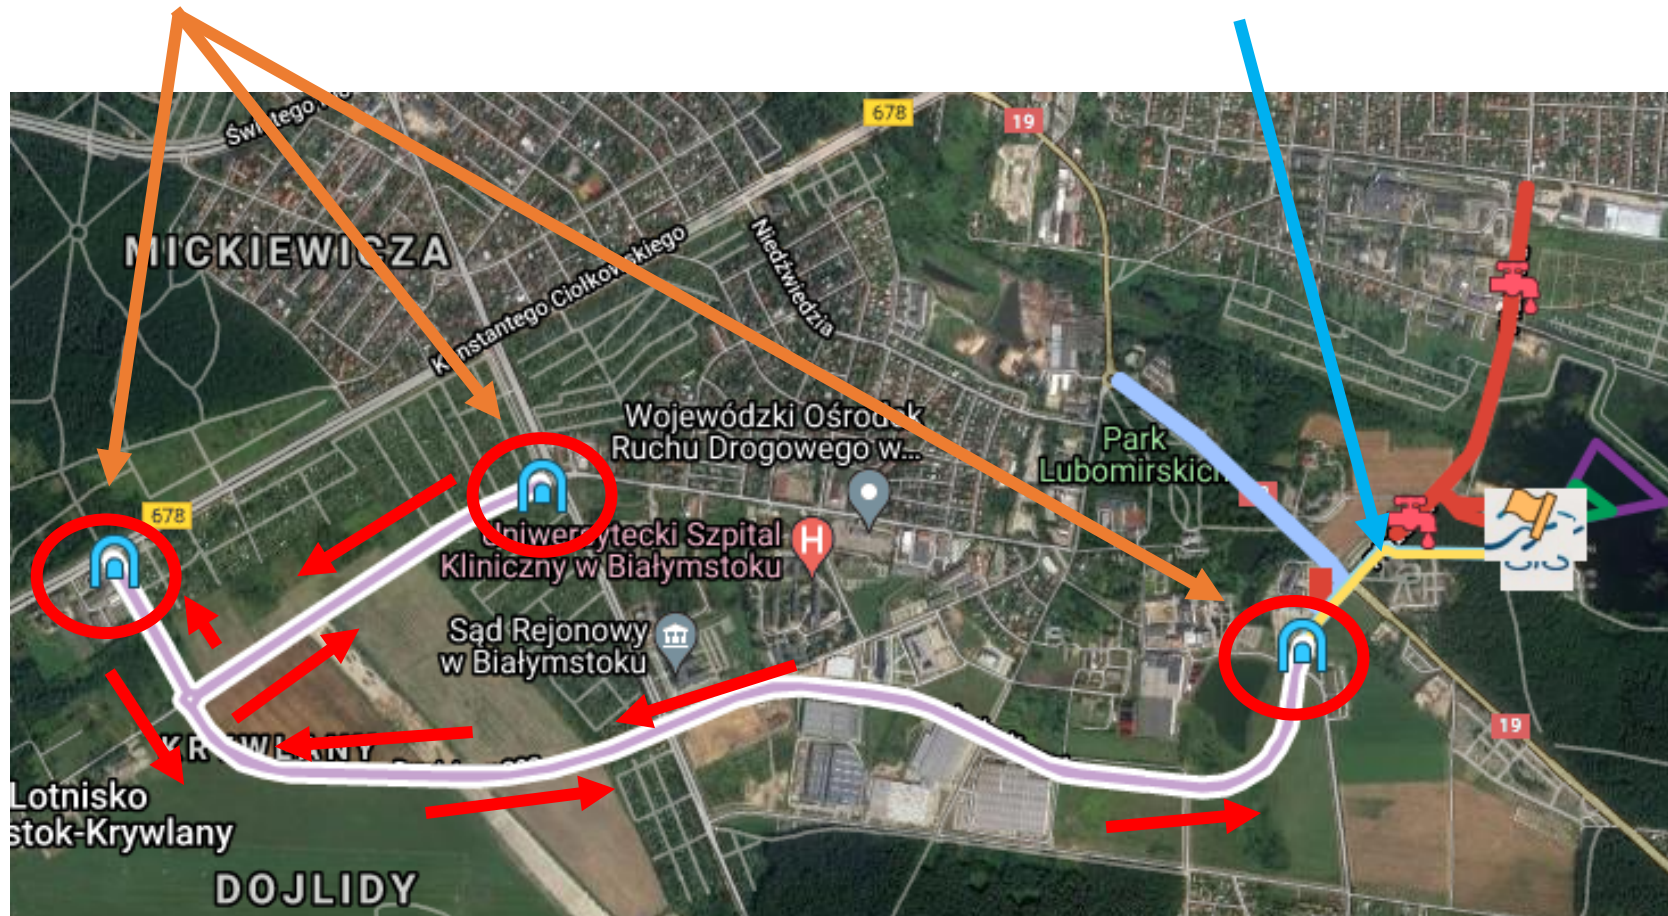 678
19
MICKIEWICZA
Konstantego Ciołkowskiego
Niedźwiedzia
Wojewódzki Ośrodek
Ruchu Drogowego w...
Park
Lubomirskich
678
Uniwersytecki Szpital
Kliniczny w Białymstoku
H
Sąd Rejonowy
w Białymstoku
19
KRYWLANY
Lotnisko
stok-Krywlany
DOJLIDY